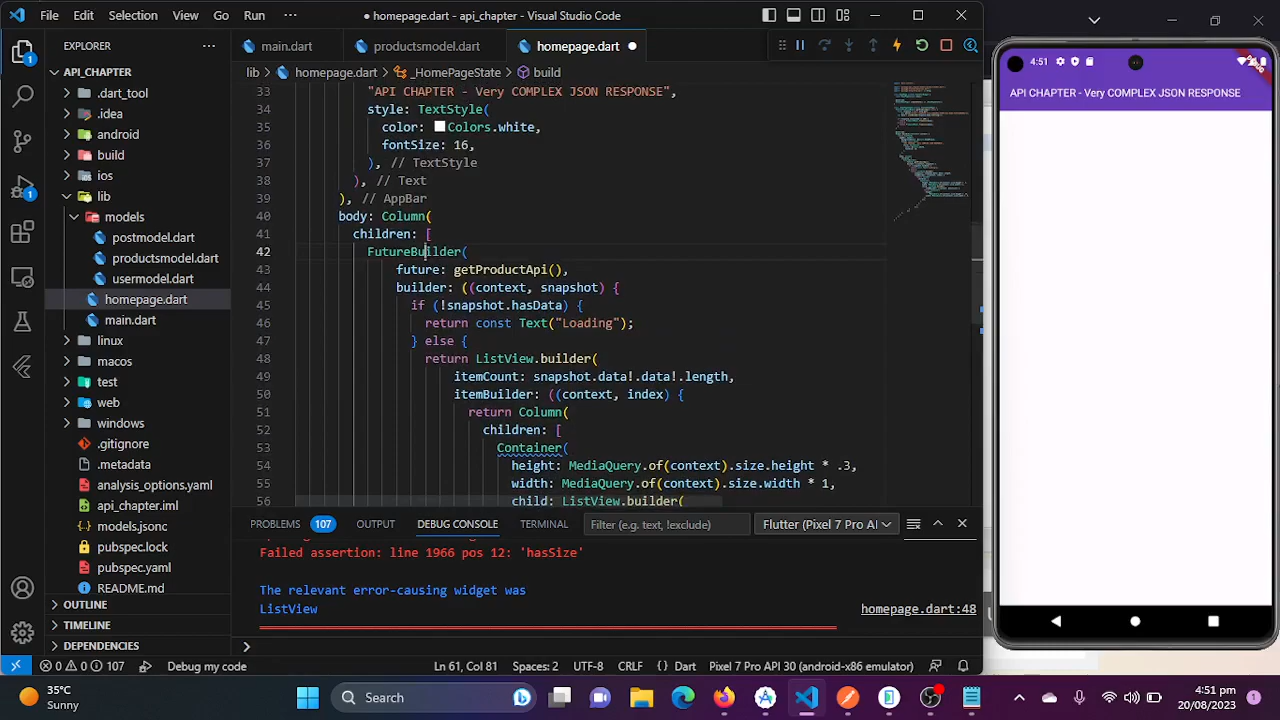 File Edit Selection View Go Run ··· ● homepage.dart - api_chapter - Visual Studio Code
EXPLORER ··· main.dart productsmodel.dart homepage.dart ●
API_CHAPTER
lib > homepage.dart > _HomePageState > build
.dart_tool
.idea
android
build
ios
lib
models
postmodel.dart
productsmodel.dart
usermodel.dart
homepage.dart
main.dart
linux
macos
test
web
windows
.gitignore
.metadata
analysis_options.yaml
api_chapter.iml
models.jsonc
pubspec.lock
pubspec.yaml
README.md
OUTLINE
TIMELINE
DEPENDENCIES
1
1
33 "API CHAPTER - Very COMPLEX JSON RESPONSE",
34 style: TextStyle(
35 color: Colors.white,
36 fontSize: 16,
37 ), // TextStyle
38 ), // Text
39 ), // AppBar
40 body: Column(
41 children: [
42 FutureBuilder(
43 future: getProductApi(),
44 builder: ((context, snapshot) {
45 if (!snapshot.hasData) {
46 return const Text("Loading");
47 } else {
48 return ListView.builder(
49 itemCount: snapshot.data!.data!.length,
50 itemBuilder: ((context, index) {
51 return Column(
52 children: [
53 Container(
54 height: MediaQuery.of(context).size.height * .3,
55 width: MediaQuery.of(context).size.width * 1,
56 child: ListView.builder(
PROBLEMS 107 OUTPUT DEBUG CONSOLE TERMINAL Filter (e.g. text, !exclude) Flutter (Pixel 7 Pro AI
Failed assertion: line 1966 pos 12: 'hasSize'
The relevant error-causing widget was
ListView homepage.dart:48
>
0 0 107 Debug my code Ln 61, Col 81 Spaces: 2 UTF-8 CRLF {} Dart Pixel 7 Pro API 30 (android-x86 emulator)
4:51
API CHAPTER - Very COMPLEX JSON RESPONSE
35°C
Sunny
Search
4:51 pm
20/08/2023
1